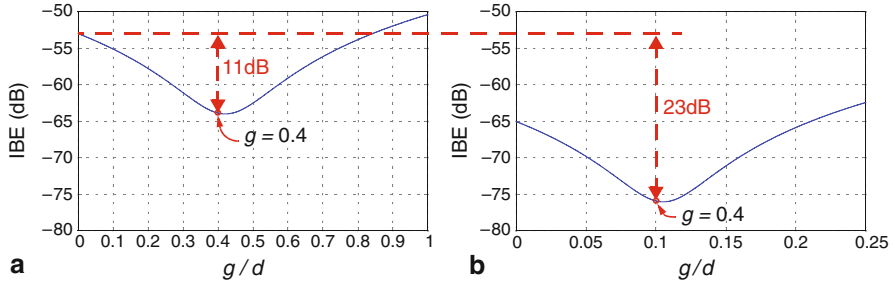 IBE (dB)
−50
−55
−60
−65
−70
−75
−80
11dB
g = 0.4
0 0.1 0.2 0.3 0.4 0.5 0.6 0.7 0.8 0.9 1
g / d
a
IBE (dB)
−50
−55
−60
−65
−70
−75
−80
23dB
g = 0.4
0 0.05 0.1 0.15 0.2 0.25
g / d
b